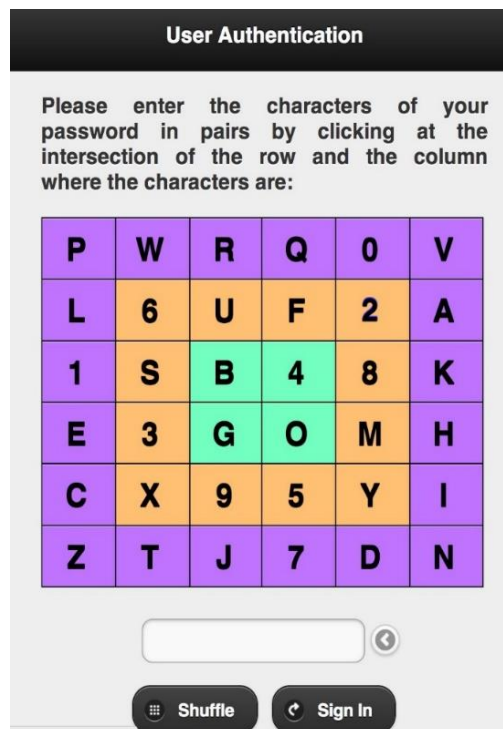 User Authentication
Please enter the characters of your
password in pairs by clicking at the
intersection of the row and the column
where the characters are:
P W R Q 0 V
L 6 U F 2 A
1 S B 4 8 K
E 3 G O M H
C X 9 5 Y I
Z T J 7 D N
Shuffle Sign In